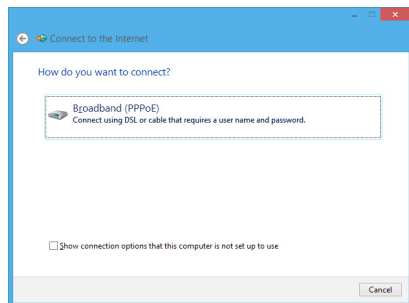 Connect to the Internet
How do you want to connect?
Broadband (PPPoE)
Connect using DSL or cable that requires a user name and password.
Show connection options that this computer is not set up to use
Cancel